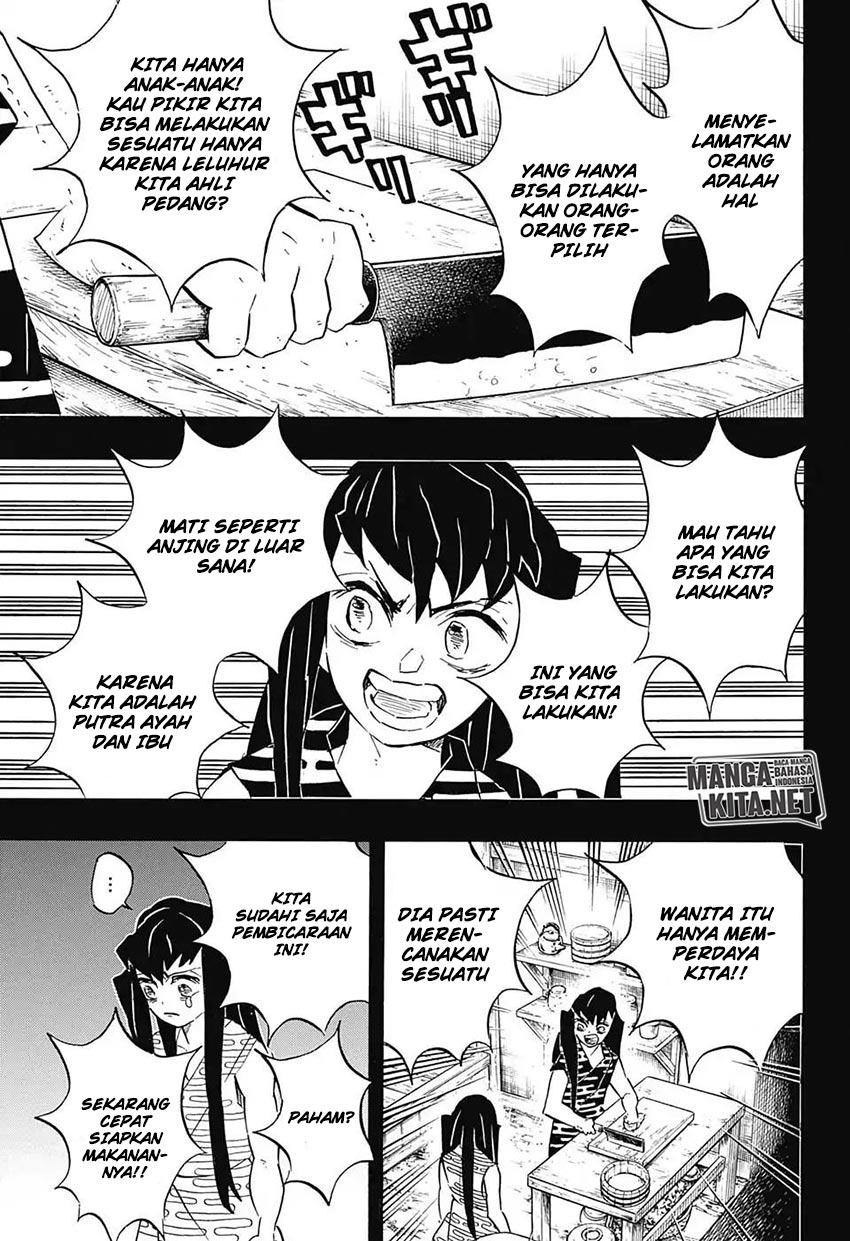 MENYE-
LAMATKAN
ORANG
ADALAH
HAL
YANG HANYA
BISA DILAKU-
KAN ORANG-
ORANG TER-
PILIH
ギギ
KITA HANYA
ANAK-ANAK!
KAU PIKIR KITA
BISA MELAKUKAN
SESUATU HANYA
KARENA LELUHUR
KITA AHLI
PEDANG?
MAU TAHU
APA YANG
BISA KITA
LAKUKAN?
INI YANG
BISA KITA
LAKUKAN!
MATI SEPERTI
ANJING DI LUAR
SANA!
KARENA
KITA ADALAH
PUTRA AYAH
DAN IBU
MANGA
BACA MANGA
BAHASA
INDONESIA
KITA.NET
WANITA ITU
HANYA MEM-
PERDAYA
KITA!!
DIA PASTI
MEREN-
CANAKAN
SESUATU
KITA
SUDAHI SAJA
PEMBICARAAN
INI!
...
PAHAM?
SEKARANG
CEPAT
SIAPKAN
MAKANAN-
NYA!!